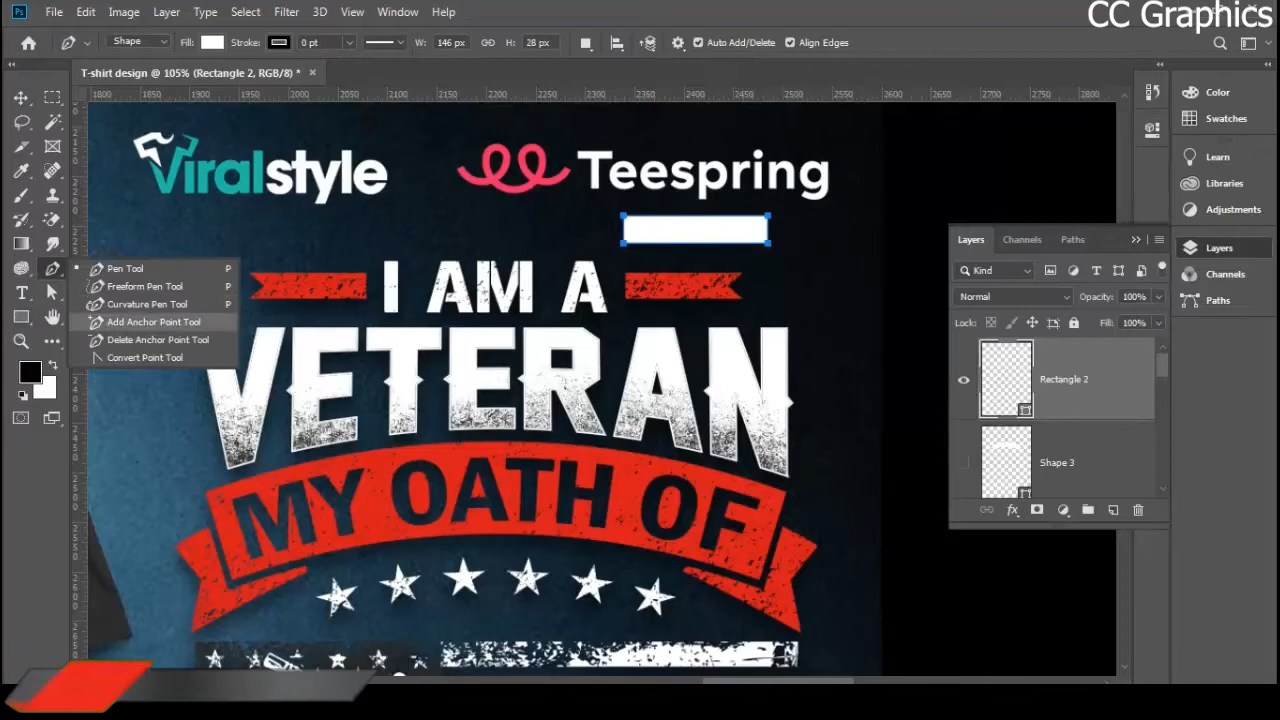 CC Graphics
Ps File Edit Image Layer Type Select Filter 3D View Window Help
Shape Fill: Stroke: 0 pt W: 146 px H: 28 px Auto Add/Delete Align Edges
T-shirt design @ 105% (Rectangle 2, RGB/8) * ×
1800 1850 1900 1950 2000 2050 2100 2150 2200 2250 2300 2350 2400 2450 2500 2550 2600 2650 2700 2750 2800
Viralstyle Teespring
Pen Tool P
Freeform Pen Tool P
Curvature Pen Tool P
Add Anchor Point Tool
Delete Anchor Point Tool
Convert Point Tool
I AM A
VETERAN
MY OATH OF
Color
Swatches
Learn
Libraries
Adjustments
Layers
Channels
Paths
Layers Channels Paths
Kind
Normal Opacity: 100%
Lock: Fill: 100%
Rectangle 2
Shape 3
fx